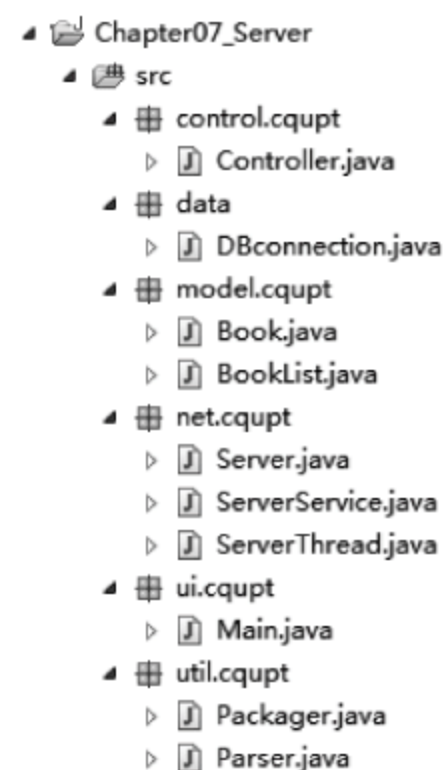 Chapter07_Server
src
control.cqupt
Controller.java
data
DBconnection.java
model.cqupt
Book.java
BookList.java
net.cqupt
Server.java
ServerService.java
ServerThread.java
ui.cqupt
Main.java
util.cqupt
Packager.java
Parser.java